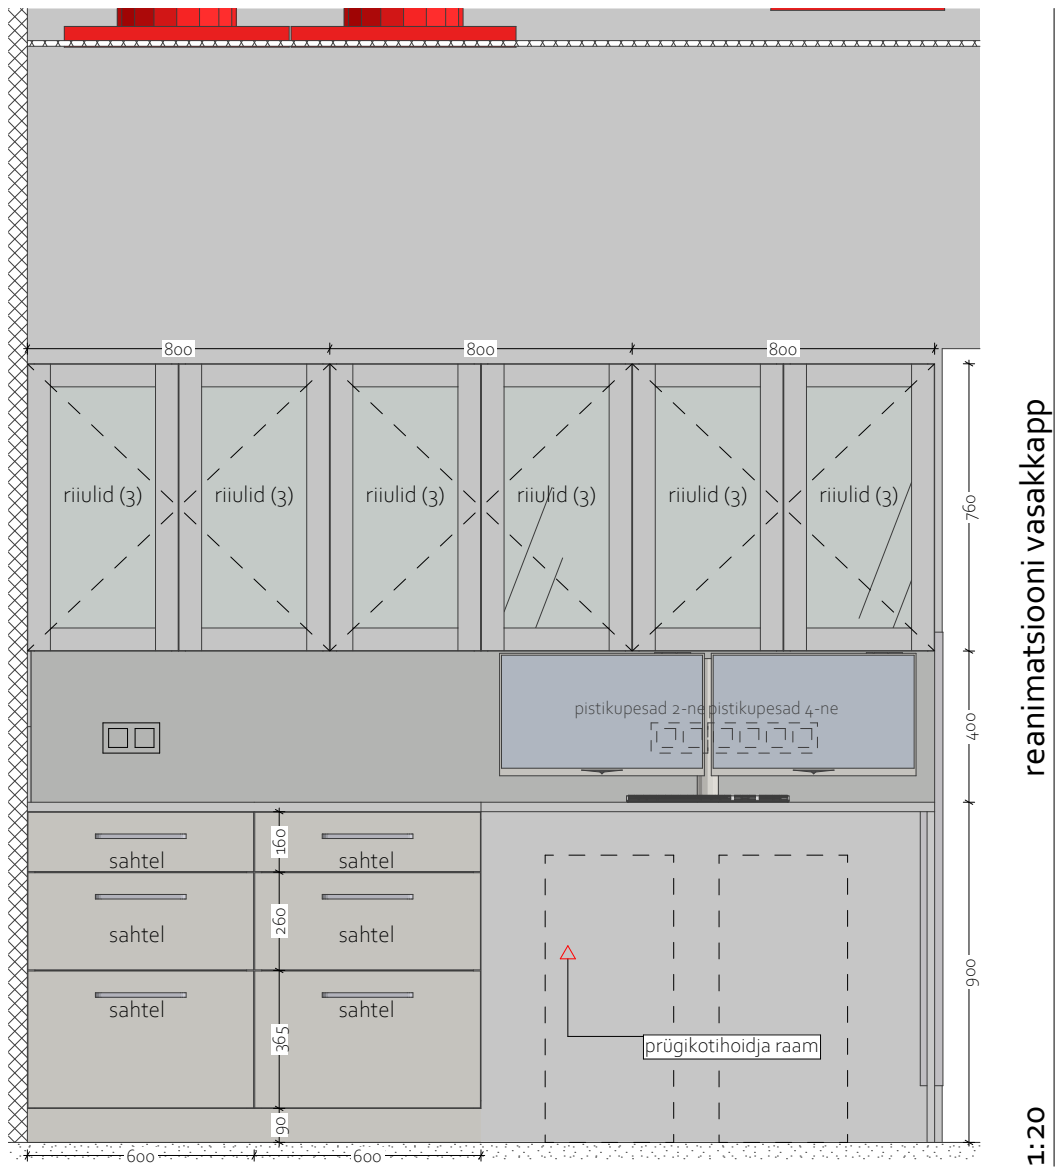 800
800
800
riiulid (3)
riiulid (3)
riiulid (3)
riiulid (3)
riiulid (3)
riiulid (3)
760
pistikupesad 2-ne
pistikupesad 4-ne
400
160
sahtel
sahtel
260
sahtel
sahtel
900
sahtel
sahtel
365
prügikotihoidja raam
90
600
600
reanimatsiooni vasakkapp
1:20